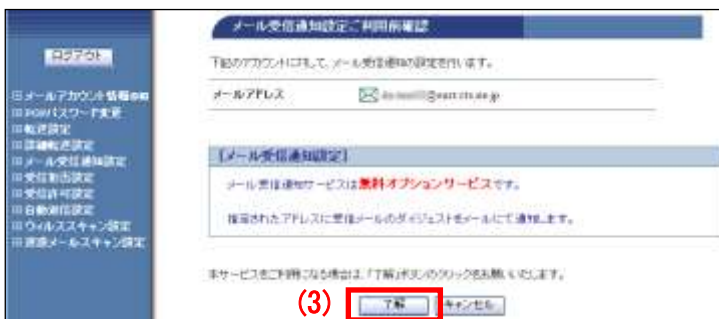 メール受信通知設定ご利用前確認
ログアウト
下記のアカウントに対して、メール受信通知の設定を行います。
メールアドレス
メールアカウント情報
POPパスワード変更
転送設定
詳細転送設定
メール受信通知設定
受信拒否設定
受信許可設定
自動返信設定
ウィルススキャン設定
迷惑メールスキャン設定
【メール受信通知設定】
メール受信通知サービスは無料オプションサービスです。
指定されたアドレスに受信メールのダイジェストをメールにて通知します。
本サービスをご利用になる場合は、「了解」ボタンのクリックをお願いいたします。
(3)
了解
キャンセル